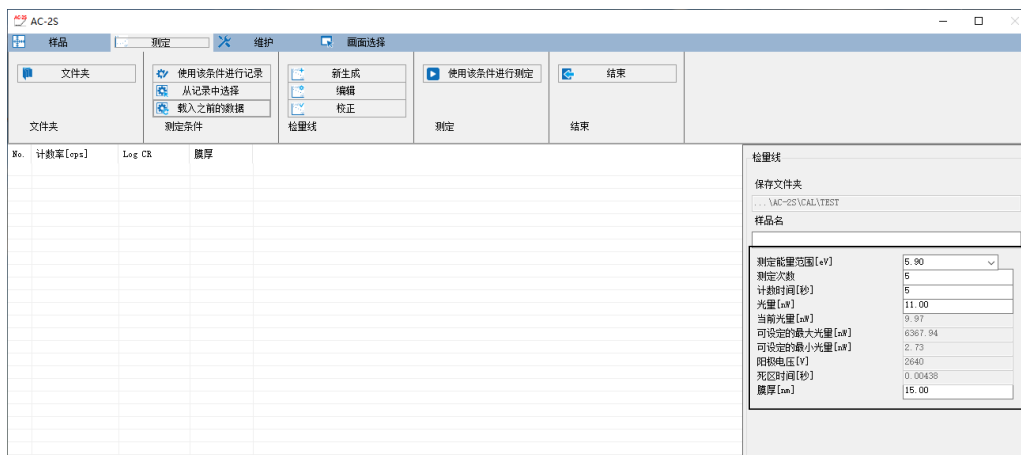 AC-2S
样品 测定 维护 画面选择
文件夹 使用该条件进行记录 新生成 使用该条件进行测定 结束
从记录中选择 编辑
载入之前的数据 校正
文件夹 测定条件 检量线 测定 结束
No. 计数率[cps] Log CR 膜厚
检量线
保存文件夹
...\AC-2S\CAL\TEST
样品名
测定能量范围[eV] 5.90
测定次数 5
计数时间[秒] 5
光量[nW] 11.00
当前光量[nW] 9.97
可设定的最大光量[nW] 6367.94
可设定的最小光量[nW] 2.73
阳极电压[V] 2640
死区时间[秒] 0.00438
膜厚[nm] 15.00